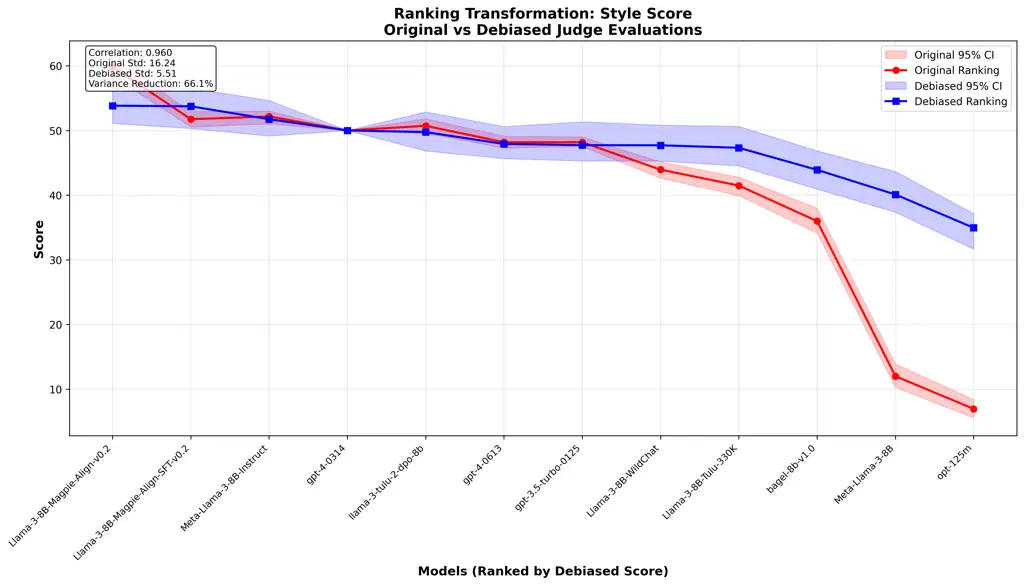 Ranking Transformation: Style Score
Original vs Debiased Judge Evaluations
Correlation: 0.960
Original Std: 16.24
Debiased Std: 5.51
Variance Reduction: 66.1%
Original 95% CI
Original Ranking
Debiased 95% CI
Debiased Ranking
Score
60
50
40
30
20
10
Llama-3-8B-Magpie-Align-v0.2
Llama-3-8B-Magpie-Align-SFT-v0.2
Meta-Llama-3-8B-Instruct
gpt-4-0314
llama-3-tulu-2-dpo-8b
gpt-4-0613
gpt-3.5-turbo-0125
Llama-3-8B-WildChat
Llama-3-8B-Tulu-330K
bagel-8b-v1.0
Meta-Llama-3-8B
opt-125m
Models (Ranked by Debiased Score)